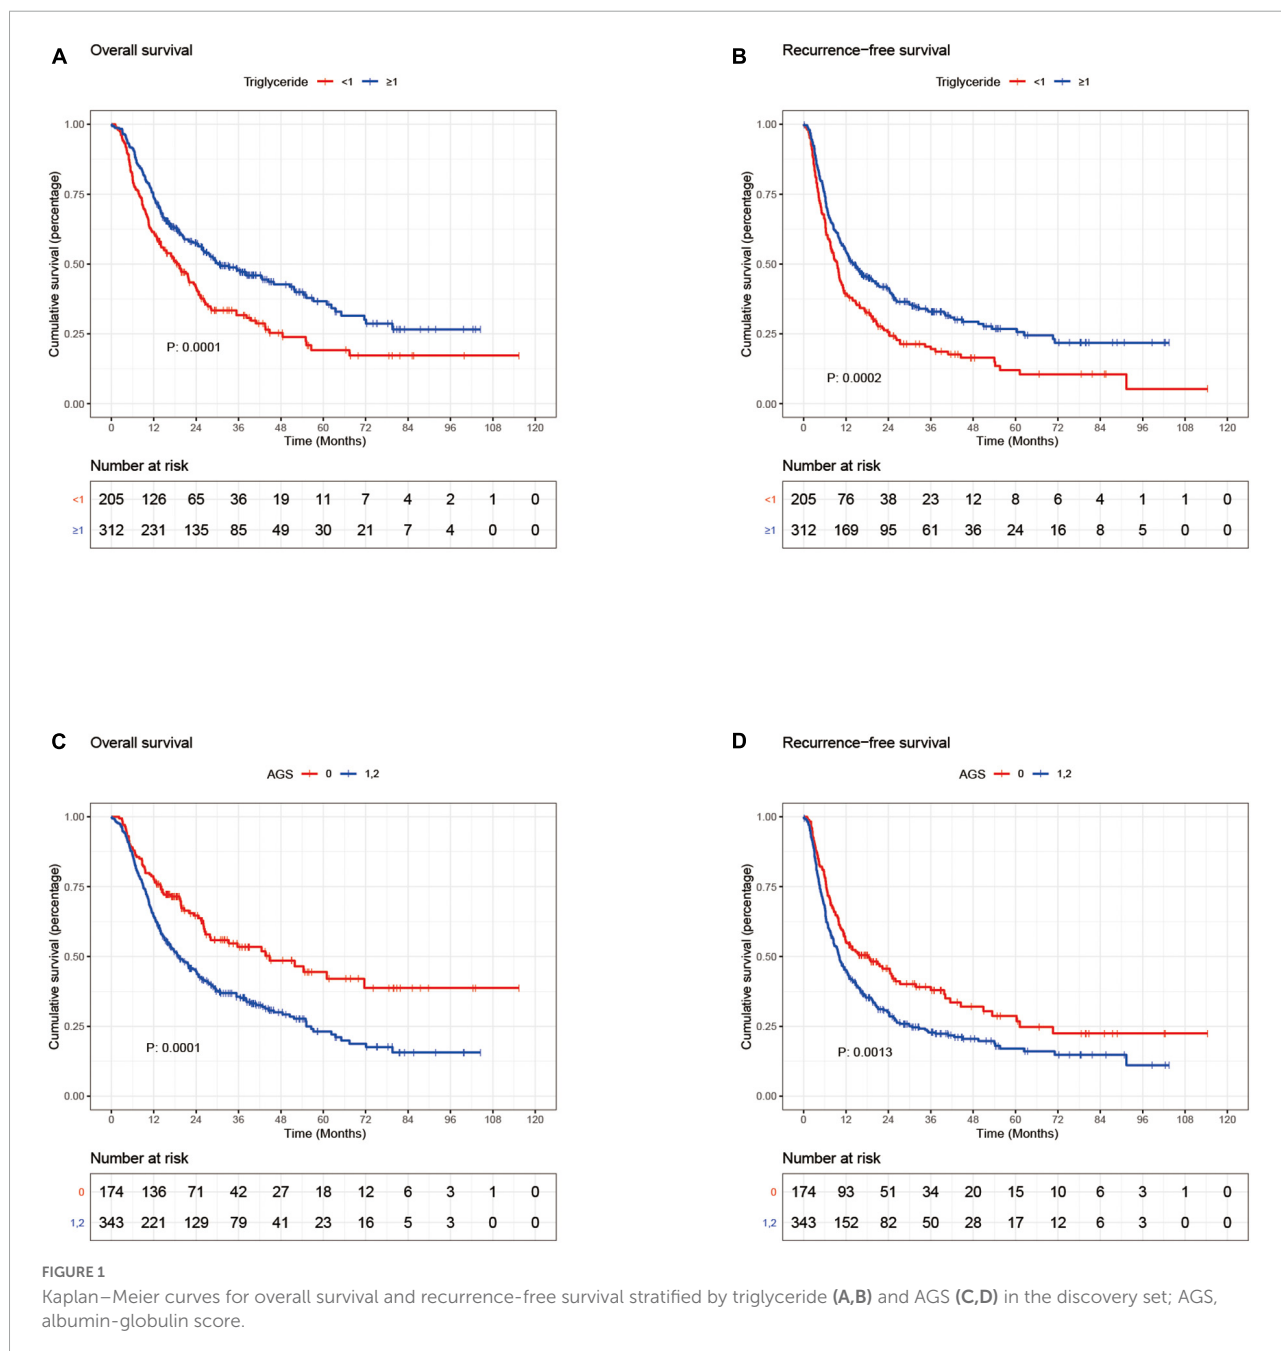 A Overall survival
Triglyceride <1 ≥1
Cumulative survival (percentage)
1.00
0.75
0.50
0.25
0.00
P: 0.0001
0 12 24 36 48 60 72 84 96 108 120
Time (Months)
Number at risk
<1 205 126 65 36 19 11 7 4 2 1 0
≥1 312 231 135 85 49 30 21 7 4 0 0
B Recurrence-free survival
Triglyceride <1 ≥1
Cumulative survival (percentage)
1.00
0.75
0.50
0.25
0.00
P: 0.0002
0 12 24 36 48 60 72 84 96 108 120
Time (Months)
Number at risk
<1 205 76 38 23 12 8 6 4 1 1 0
≥1 312 169 95 61 36 24 16 8 5 0 0
C Overall survival
AGS 0 1,2
Cumulative survival (percentage)
1.00
0.75
0.50
0.25
0.00
P: 0.0001
0 12 24 36 48 60 72 84 96 108 120
Time (Months)
Number at risk
0 174 136 71 42 27 18 12 6 3 1 0
1,2 343 221 129 79 41 23 16 5 3 0 0
D Recurrence-free survival
AGS 0 1,2
Cumulative survival (percentage)
1.00
0.75
0.50
0.25
0.00
P: 0.0013
0 12 24 36 48 60 72 84 96 108 120
Time (Months)
Number at risk
0 174 93 51 34 20 15 10 6 3 1 0
1,2 343 152 82 50 28 17 12 6 3 0 0
FIGURE 1
Kaplan–Meier curves for overall survival and recurrence-free survival stratified by triglyceride (A,B) and AGS (C,D) in the discovery set; AGS,
albumin-globulin score.